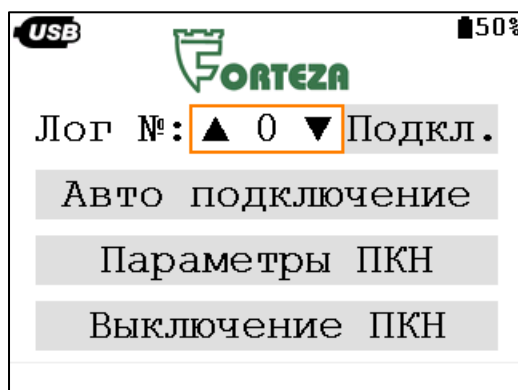 USB 50%
FORTEZA
Лог №: ▲ 0 ▼ Подкл.
Авто подключение
Параметры ПКН
Выключение ПКН